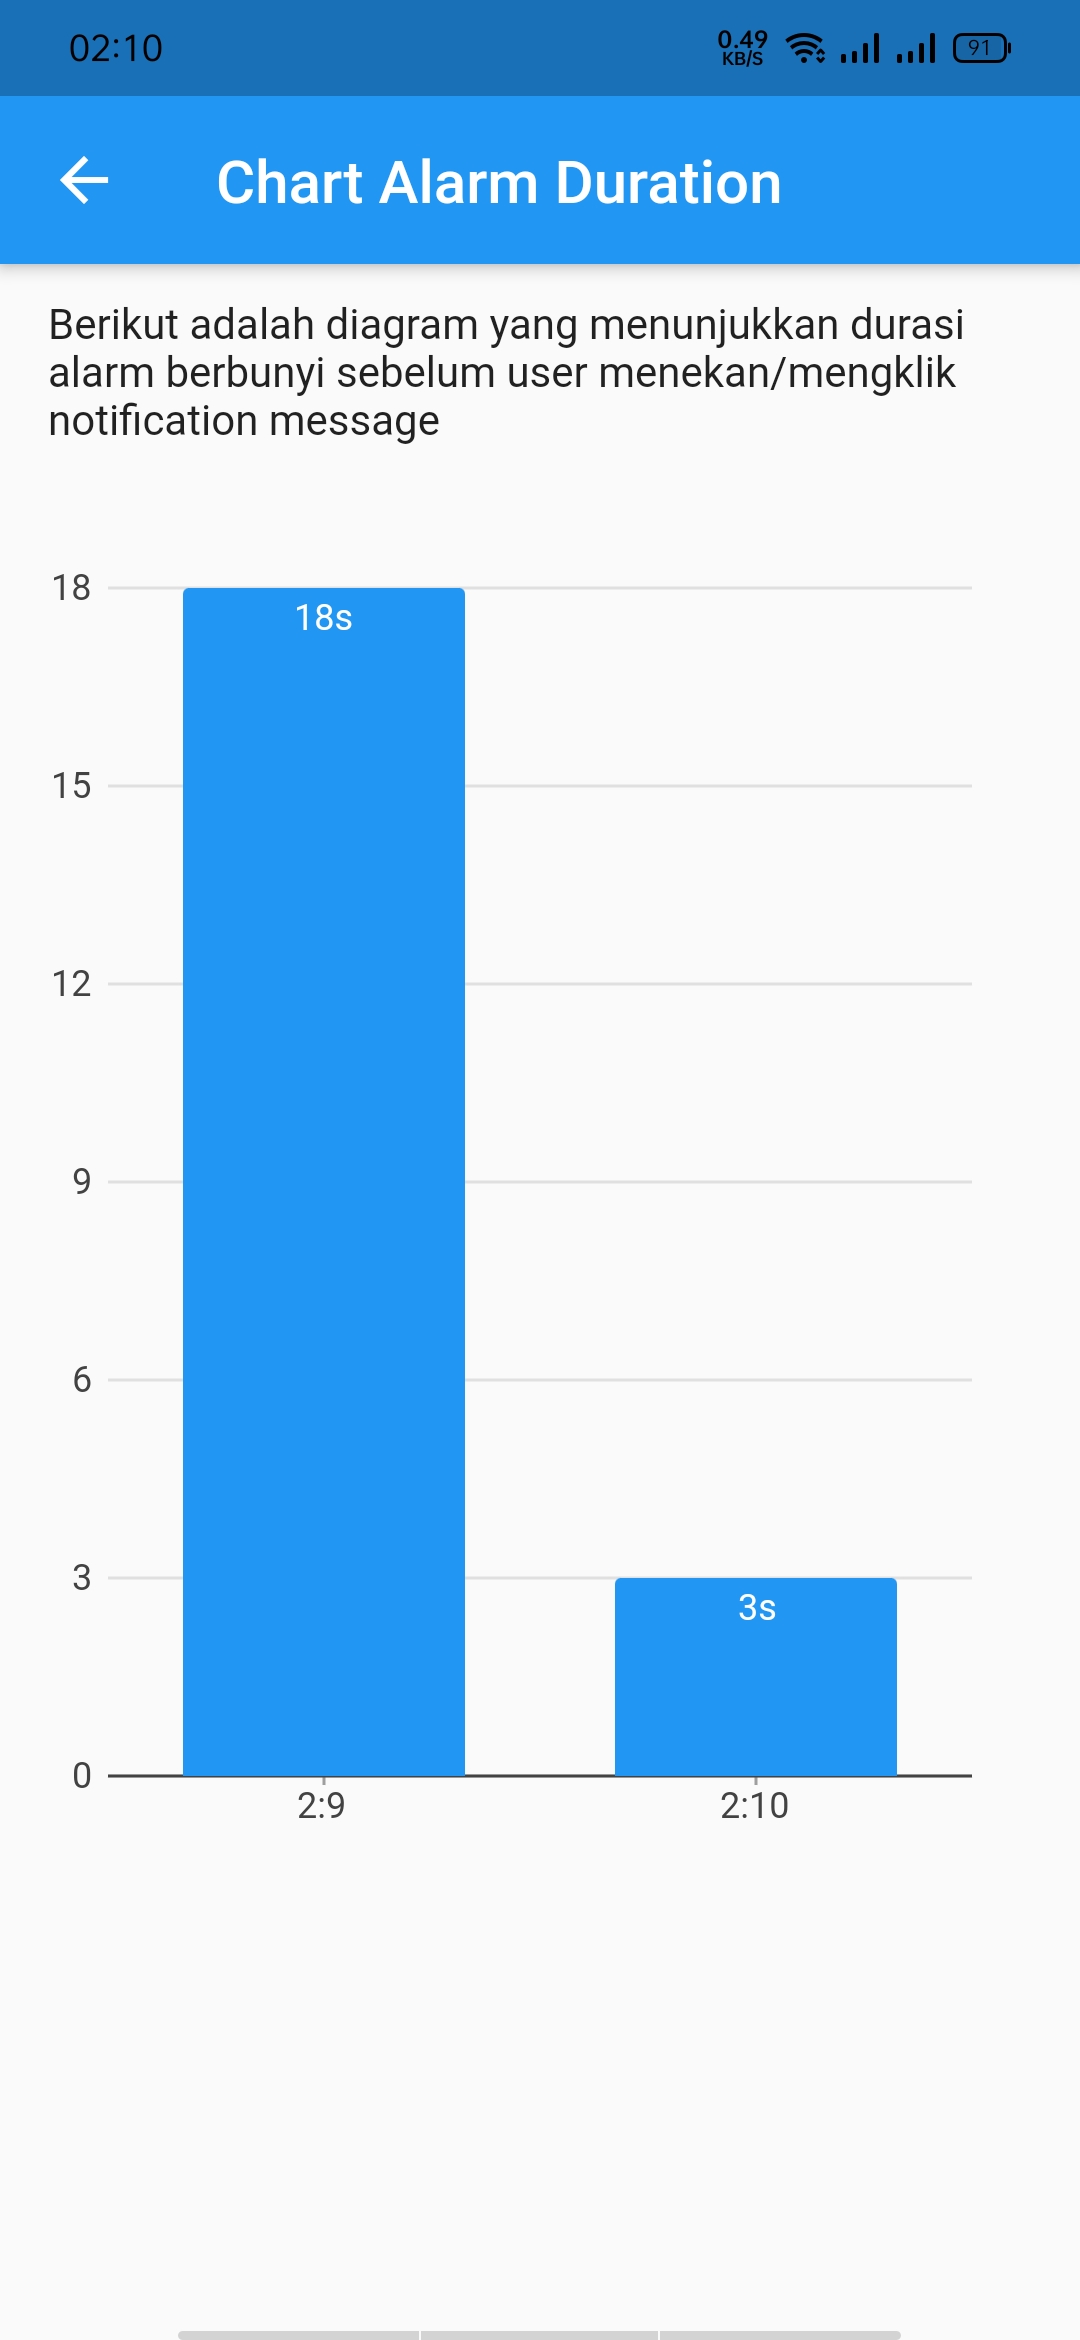 02:10
0.49
KB/S
91
Chart Alarm Duration
Berikut adalah diagram yang menunjukkan durasi
alarm berbunyi sebelum user menekan/mengklik
notification message
18
18s
15
12
9
6
3
3s
0
2:9
2:10